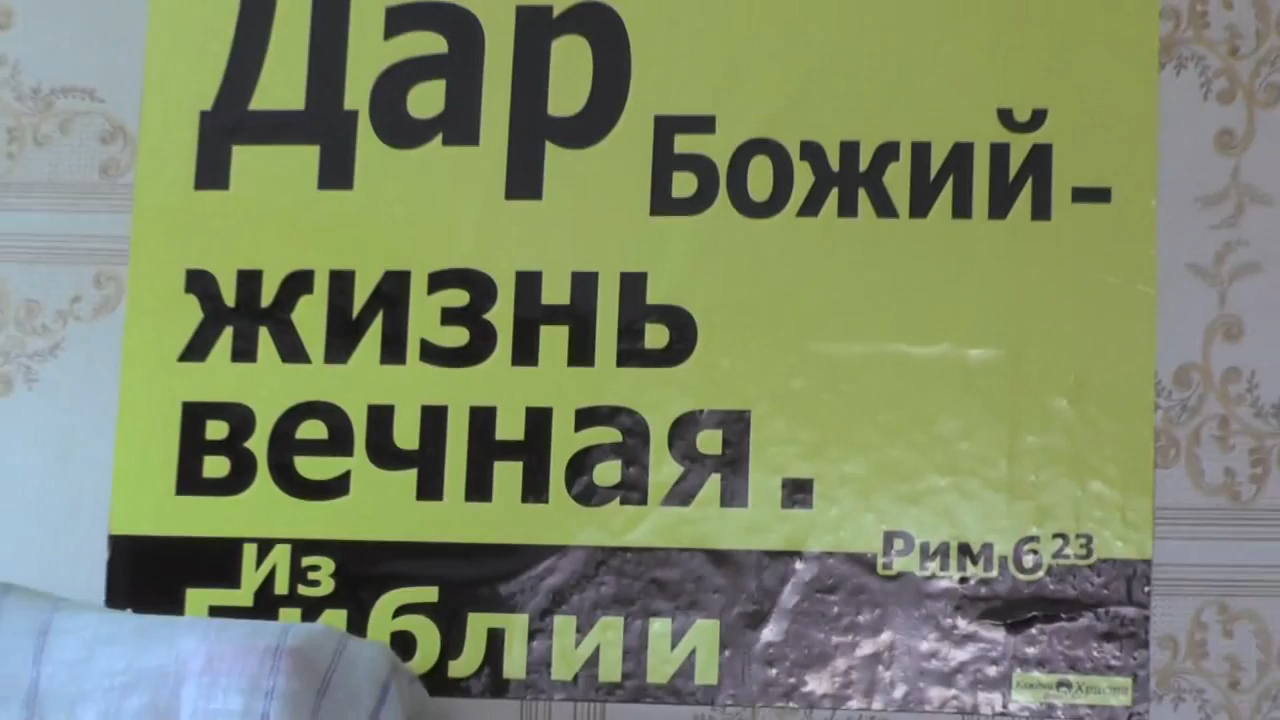 Дар Божий -
жизнь
вечная.
Рим 6 23
Из
Библии